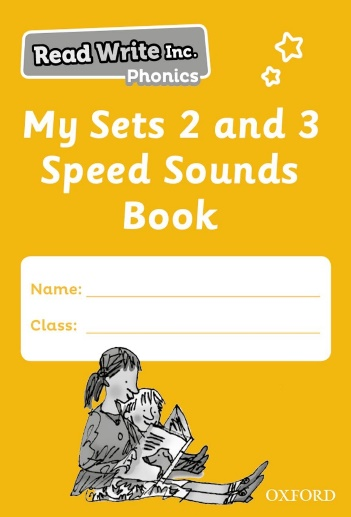 Read Write Inc.
Phonics
My Sets 2 and 3
Speed Sounds
Book
Name:
Class:
OXFORD